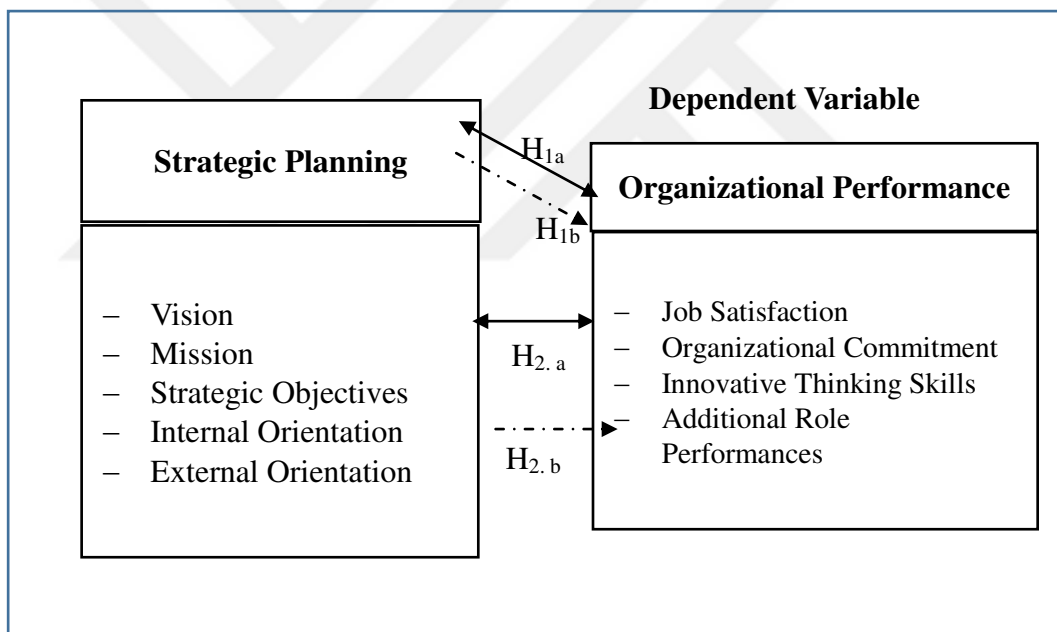 Dependent Variable
Strategic Planning
H1a
Organizational Performance
H1b
– Vision
– Mission
– Strategic Objectives
– Internal Orientation
– External Orientation
H2. a
H2. b
– Job Satisfaction
– Organizational Commitment
– Innovative Thinking Skills
– Additional Role
Performances